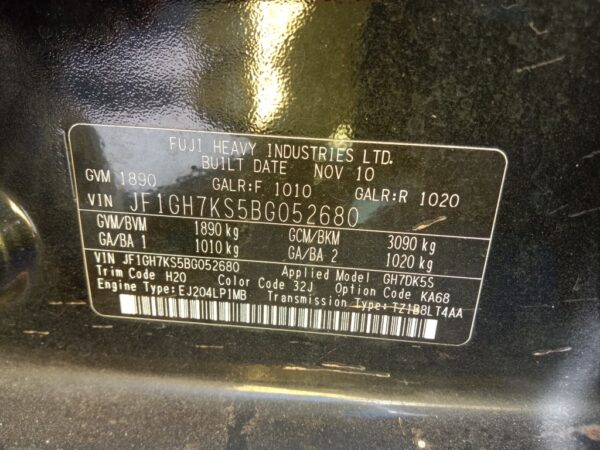 FUJI HEAVY INDUSTRIES LTD.
BUILT DATE NOV 10
GVM 1890 GALR:F 1010 GALR:R 1020
VIN JF1GH7KS5BG052680
GVM/BVM 1890 kg GCM/BKM 3090 kg
GA/BA 1 1010 kg GA/BA 2 1020 kg
VIN JF1GH7KS5BG052680 Applied Model GH7DK5S
Trim Code H20 Color Code 32J Option Code KA68
Engine Type:EJ204LP1MB Transmission Type:TZ1B8LT4AA